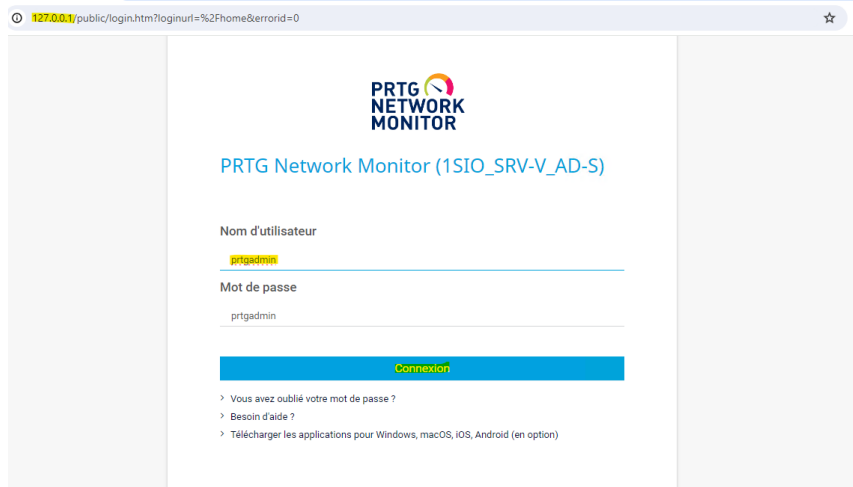 127.0.0.1/public/login.htm?loginurl=%2Fhome&errorid=0
PRTG
NETWORK
MONITOR
PRTG Network Monitor (1SIO_SRV-V_AD-S)
Nom d'utilisateur
prtgadmin
Mot de passe
prtgadmin
Connexion
Vous avez oublié votre mot de passe ?
Besoin d'aide ?
Télécharger les applications pour Windows, macOS, iOS, Android (en option)